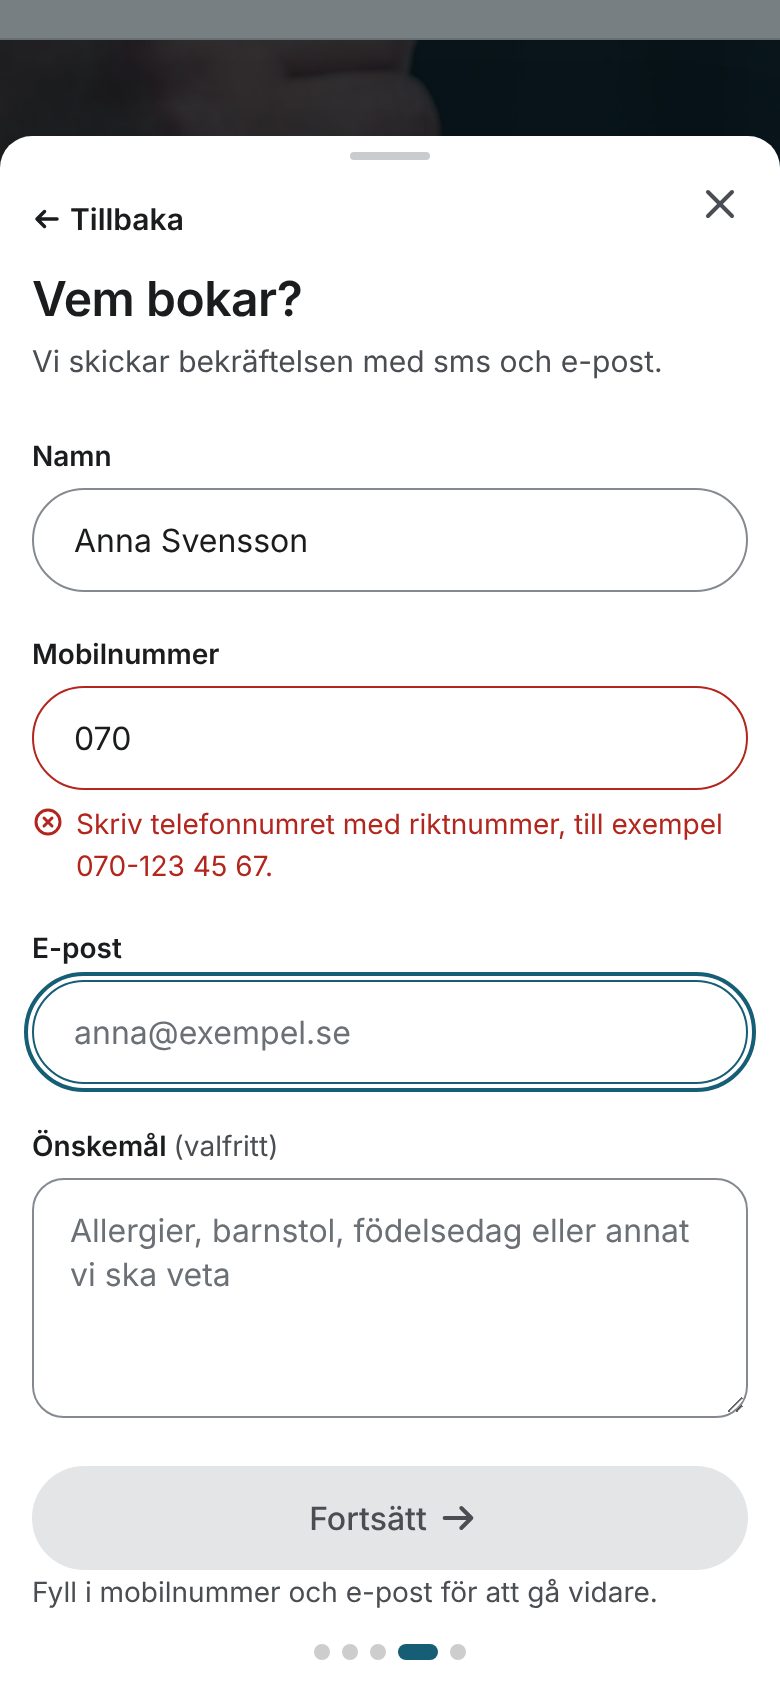 ← Tillbaka
Vem bokar?
Vi skickar bekräftelsen med sms och e-post.
Namn
Anna Svensson
Mobilnummer
070
Skriv telefonnumret med riktnummer, till exempel
070-123 45 67.
E-post
anna@exempel.se
Önskemål (valfritt)
Allergier, barnstol, födelsedag eller annat
vi ska veta
Fortsätt →
Fyll i mobilnummer och e-post för att gå vidare.